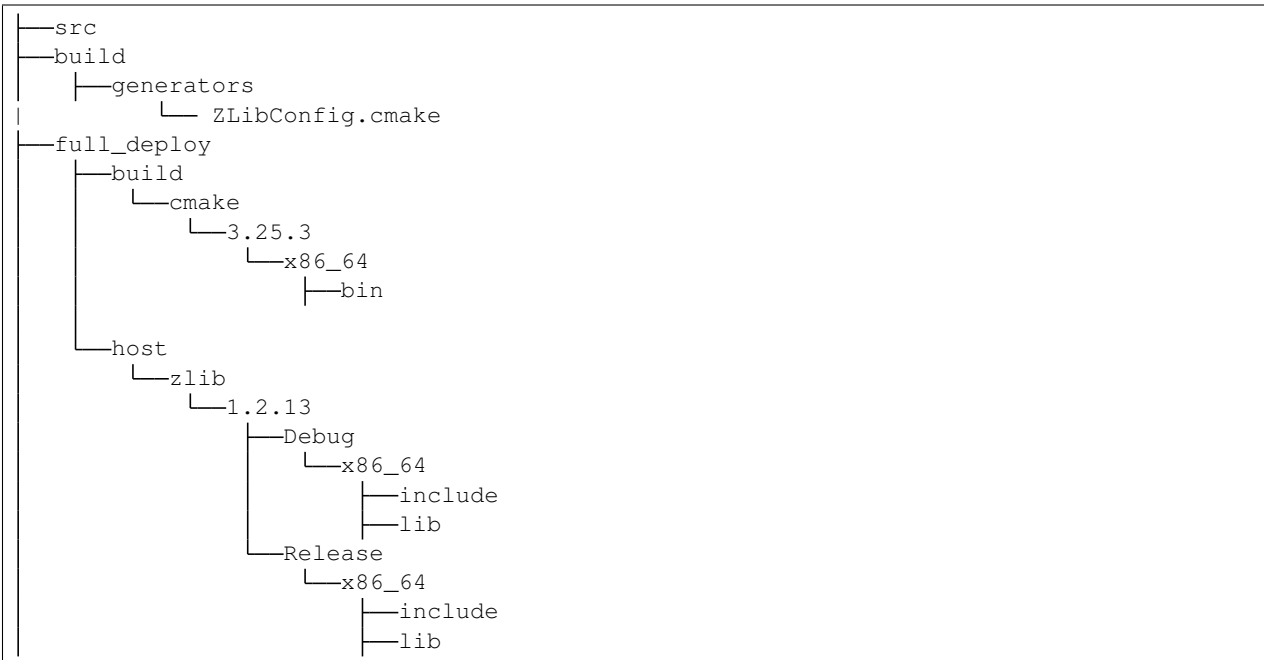 ├──src
├──build
│   ├──generators
|         └── ZLibConfig.cmake
├──full_deploy
│   ├──build
│   │   └──cmake
│   │       └──3.25.3
│   │           └──x86_64
│   │               ├──bin
│   └──host
│       └──zlib
│           └──1.2.13
│               ├──Debug
│               │   └──x86_64
│               │       ├──include
│               │       ├──lib
│               └──Release
│                   └──x86_64
│                       ├──include
│                       ├──lib